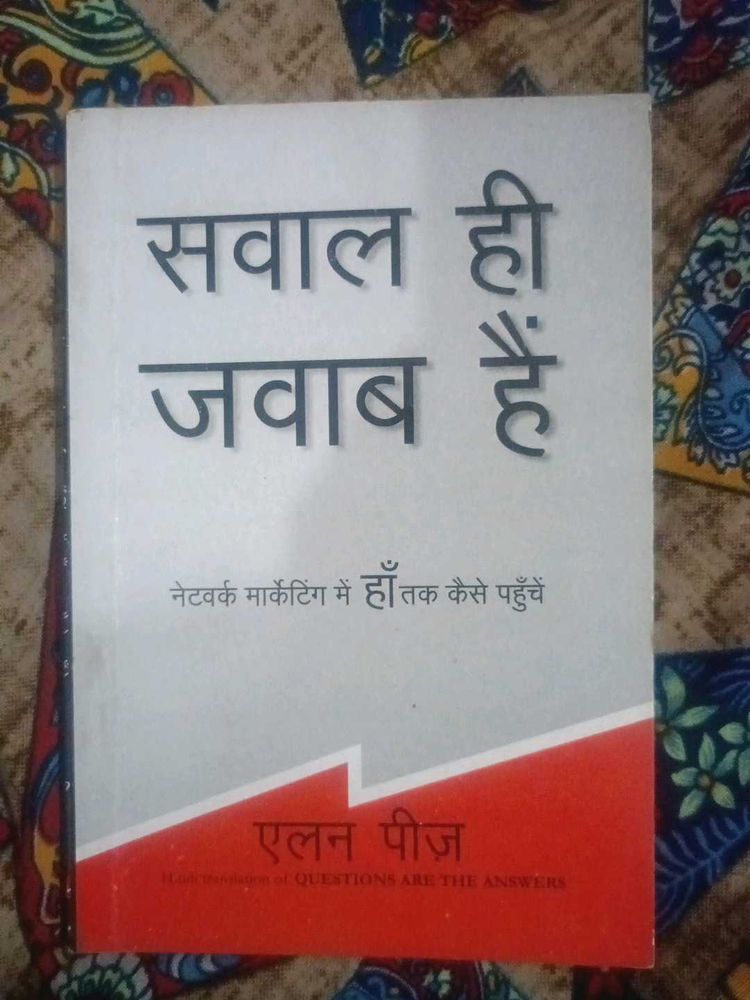 सवाल ही
जवाब हैं
नेटवर्क मार्केटिंग में हाँ तक कैसे पहुँचें
एलन पीज़
Hindi translation of QUESTIONS ARE THE ANSWERS